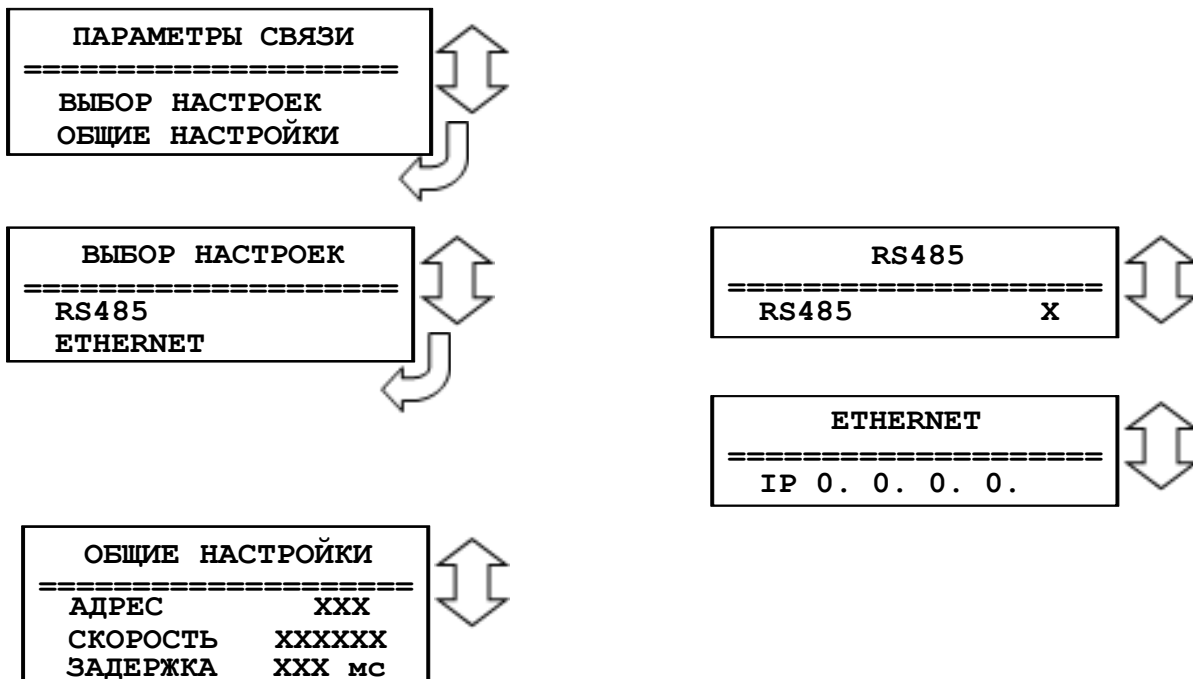 ПАРАМЕТРЫ СВЯЗИ
====================
ВЫБОР НАСТРОЕК
ОБЩИЕ НАСТРОЙКИ
ВЫБОР НАСТРОЕК
====================
RS485
ETHERNET
RS485
====================
RS485 X
ETHERNET
====================
IP 0. 0. 0. 0.
ОБЩИЕ НАСТРОЙКИ
====================
АДРЕС XXX
СКОРОСТЬ XXXXXX
ЗАДЕРЖКА XXX мс